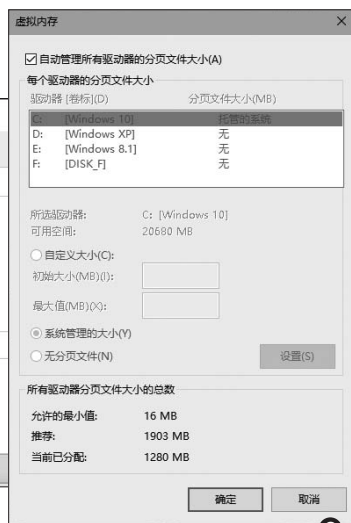 虚拟内存
自动管理所有驱动器的分页文件大小(A)
每个驱动器的分页文件大小
驱动器 [卷标](D) 分页文件大小(MB)
C: [Windows 10] 托管的系统
D: [Windows XP] 无
E: [Windows 8.1] 无
F: [DISK_F] 无
所选驱动器: C: [Windows 10]
可用空间: 20680 MB
自定义大小(C):
初始大小(MB)(I):
最大值(MB)(X):
系统管理的大小(Y)
无分页文件(N) 设置(S)
所有驱动器分页文件大小的总数
允许的最小值: 16 MB
推荐: 1903 MB
当前已分配: 1280 MB
确定 取消